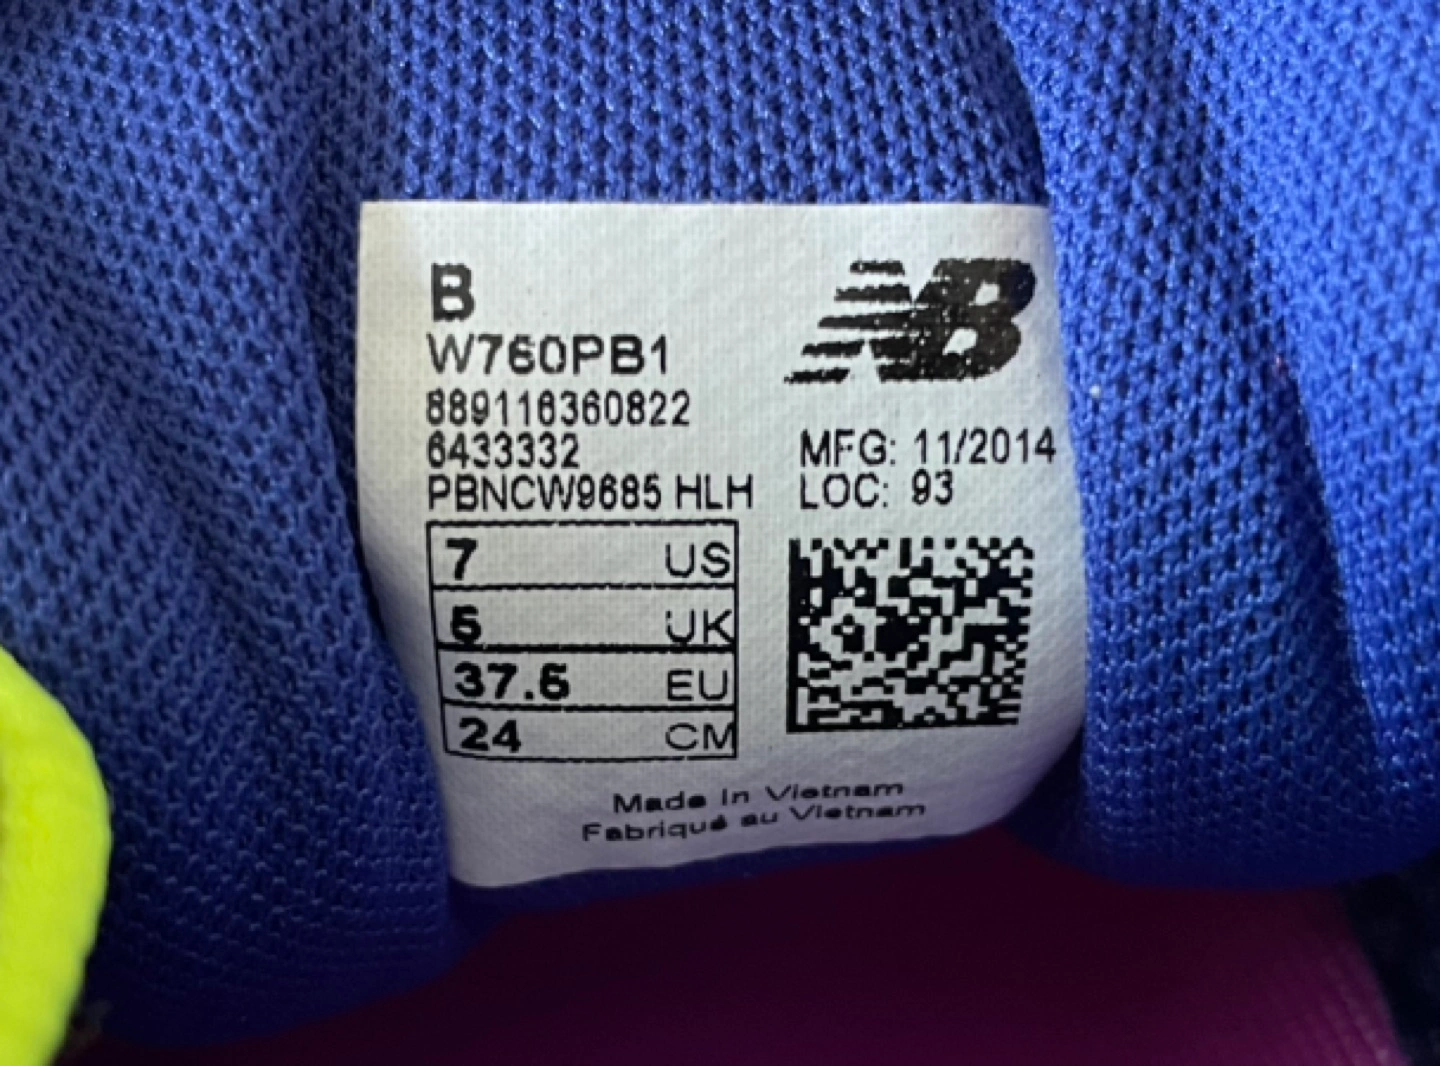 B
NB
W760PB1
889116360822
6433332
MFG: 11/2014
PBNCW9685 HLH
LOC: 93
7 US
5 UK
37.5 EU
24 CM
Made in Vietnam
Fabriqué au Vietnam